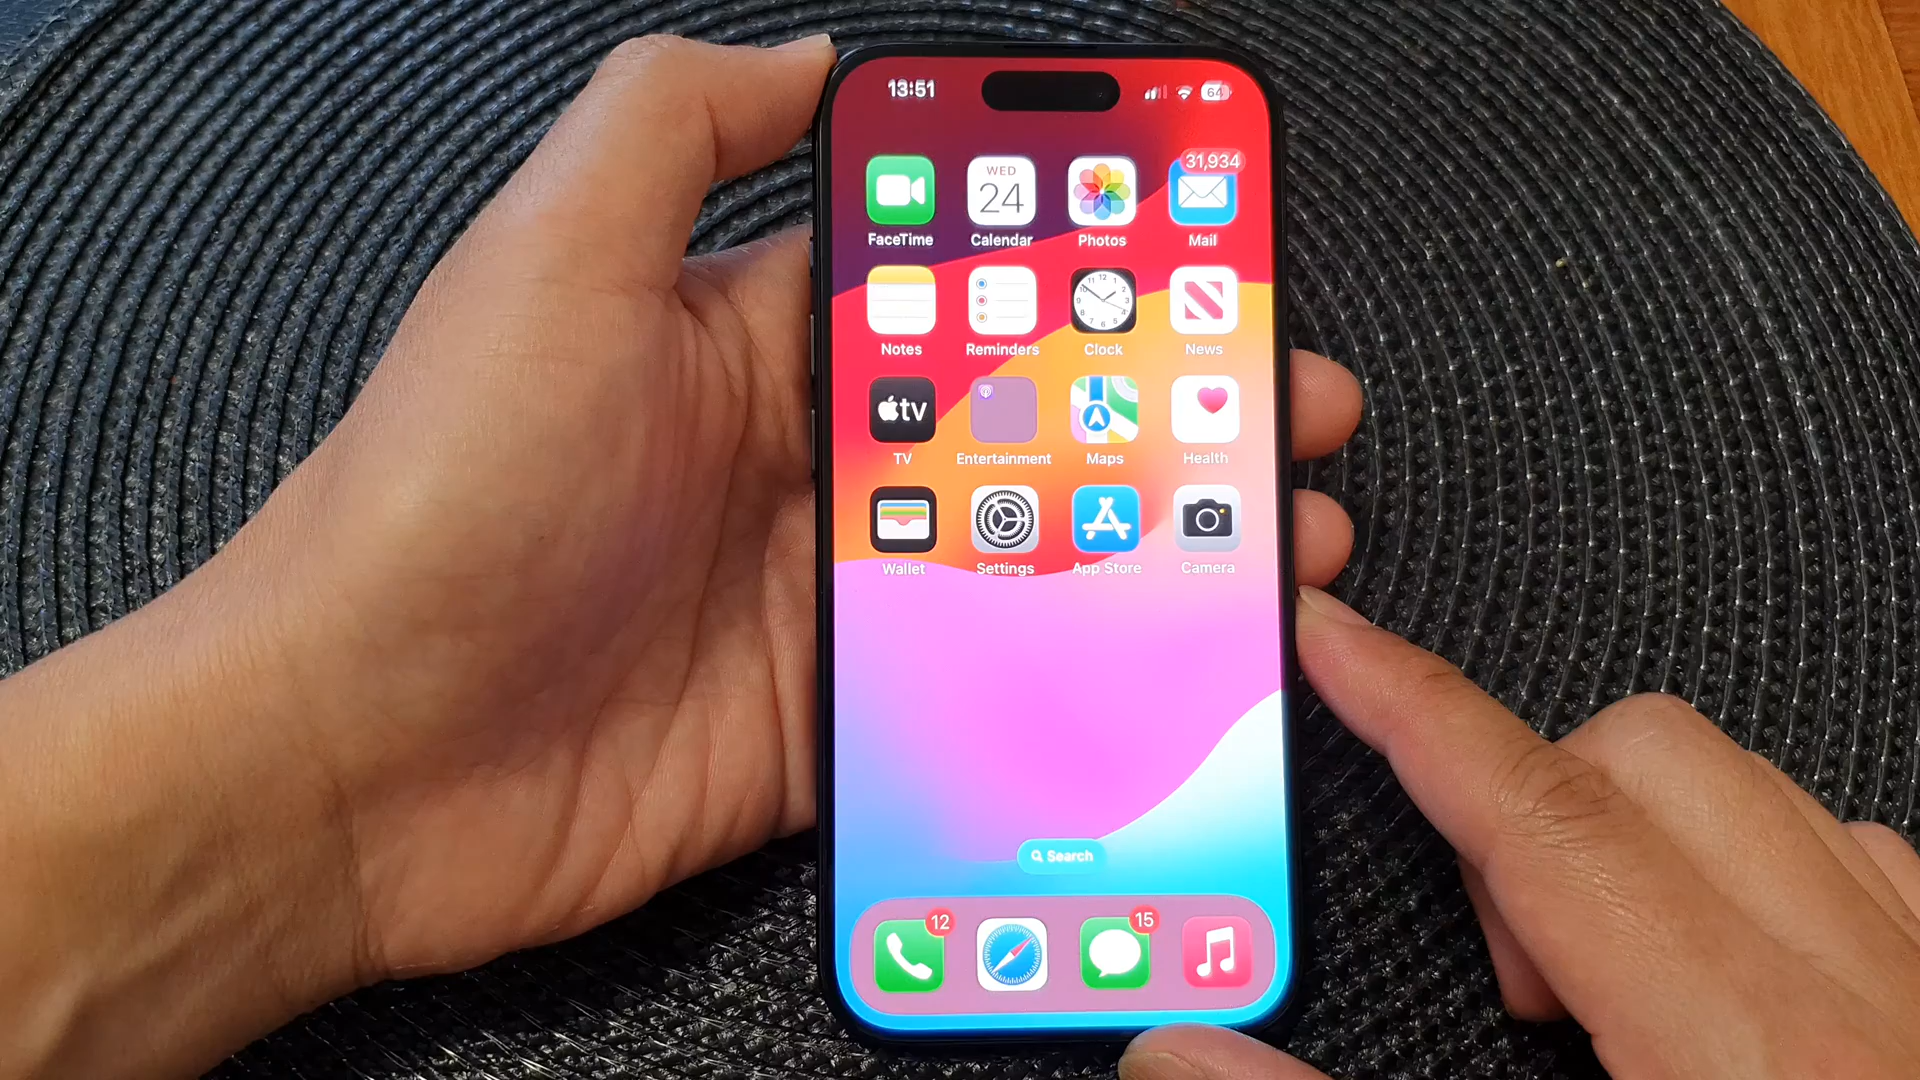 13:51
64
WED
24
31,934
FaceTime
Calendar
Photos
Mail
Notes
Reminders
Clock
News
tv
TV
Entertainment
Maps
Health
Wallet
Settings
App Store
Camera
Search
12
15